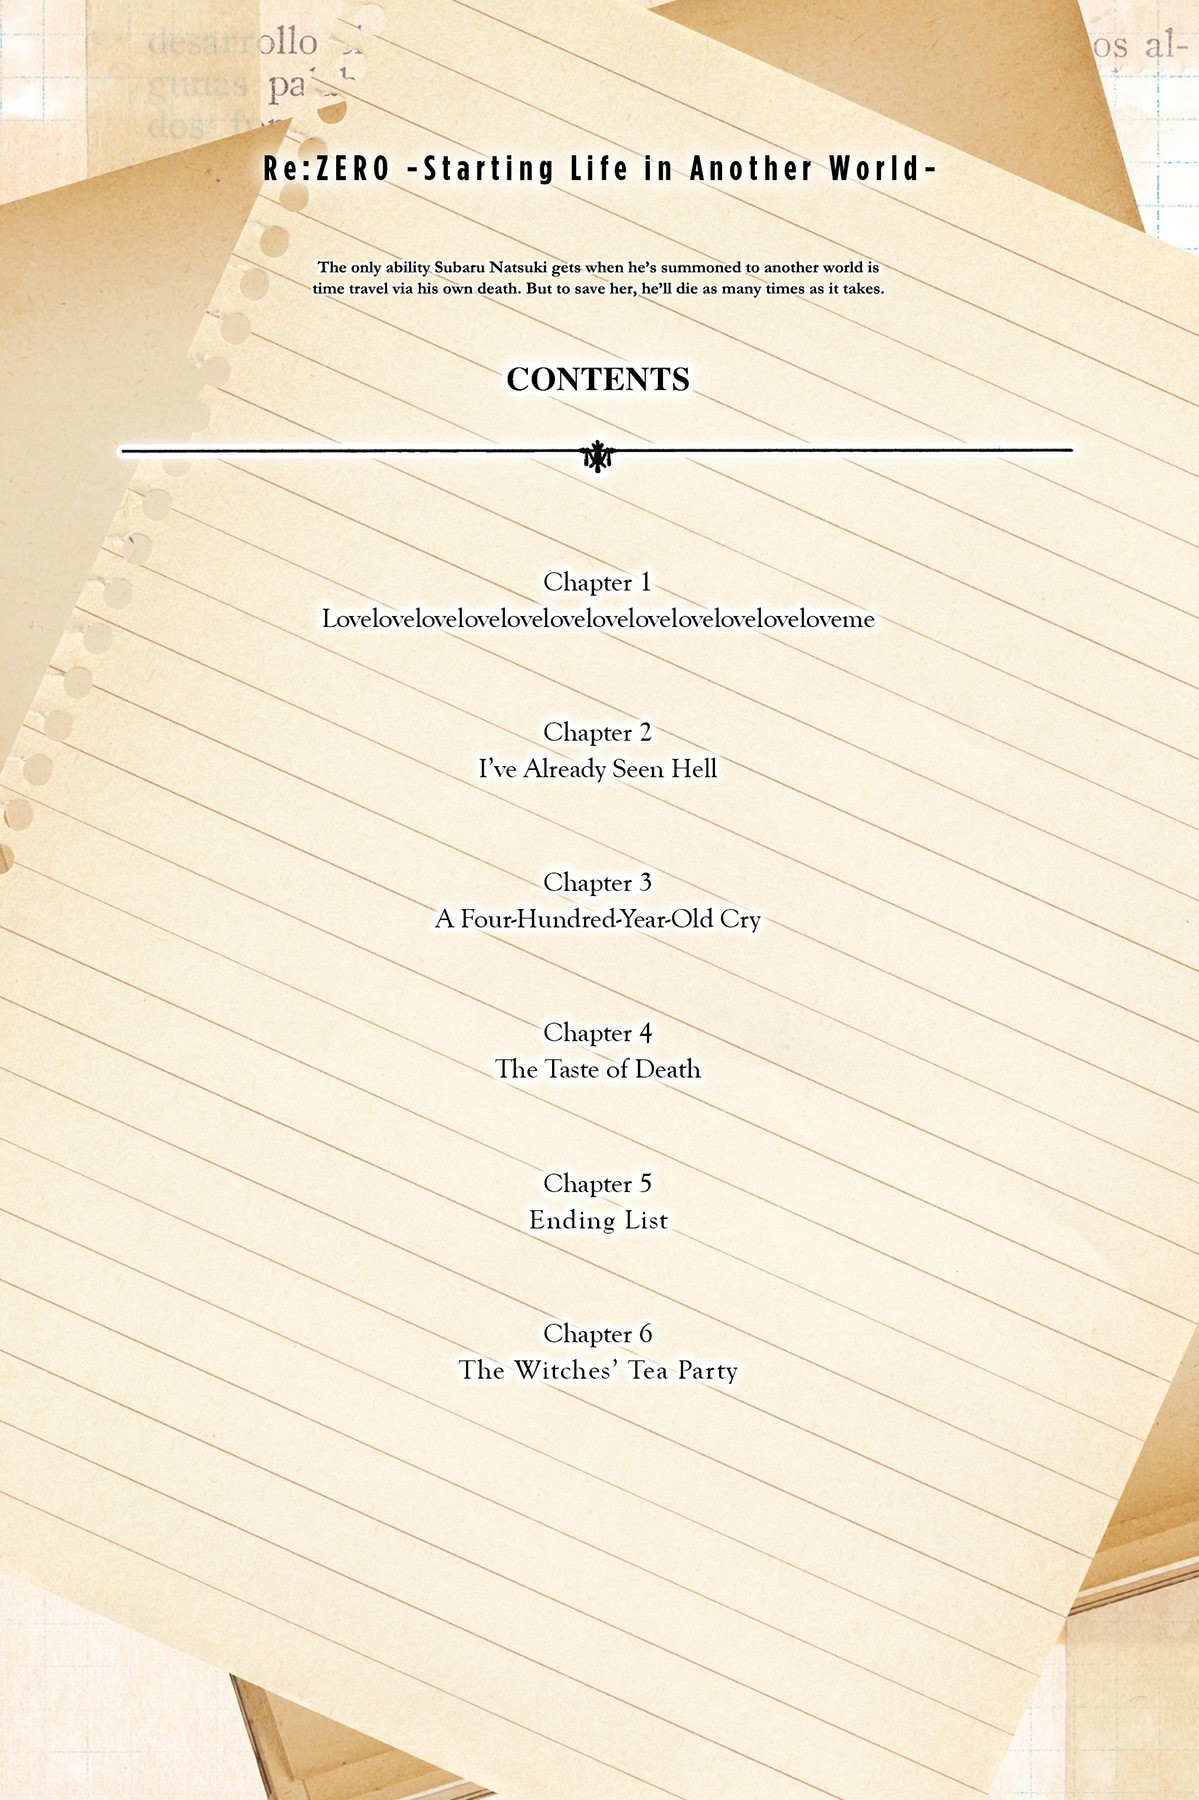 desarrollo
os al-
gunas
dos
Re:ZERO -Starting Life in Another World-
The only ability Subaru Natsuki gets when he's summoned to another world is
time travel via his own death. But to save her, he'll die as many times as it takes.
CONTENTS
Chapter 1
Lovelovelovelovelovelovelovelovelovelovelovelove­me
Chapter 2
I've Already Seen Hell
Chapter 3
A Four-Hundred-Year-Old Cry
Chapter 4
The Taste of Death
Chapter 5
Ending List
Chapter 6
The Witches' Tea Party